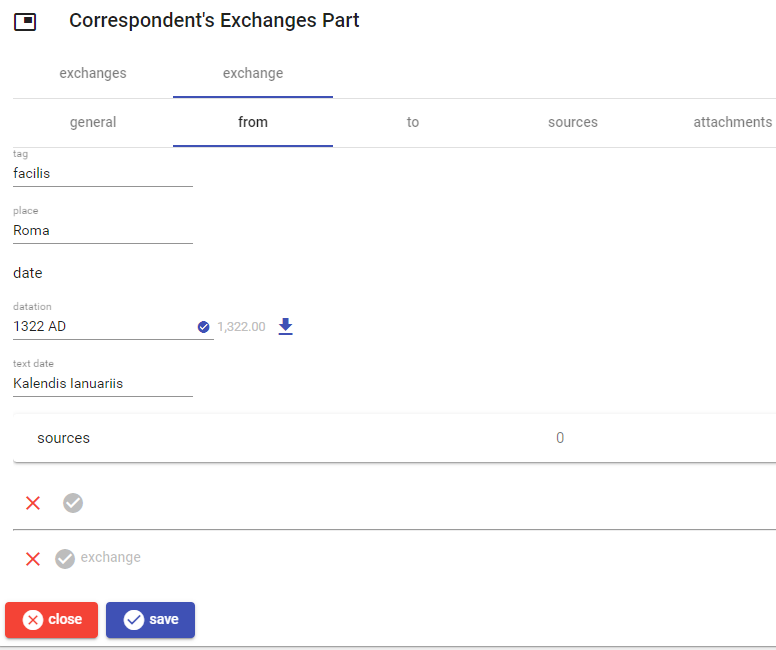 Correspondent's Exchanges Part
exchanges exchange
general from to sources attachments
tag
facilis
place
Roma
date
datation
1322 AD 1,322.00
text date
Kalendis Ianuariis
sources 0
exchange
close save